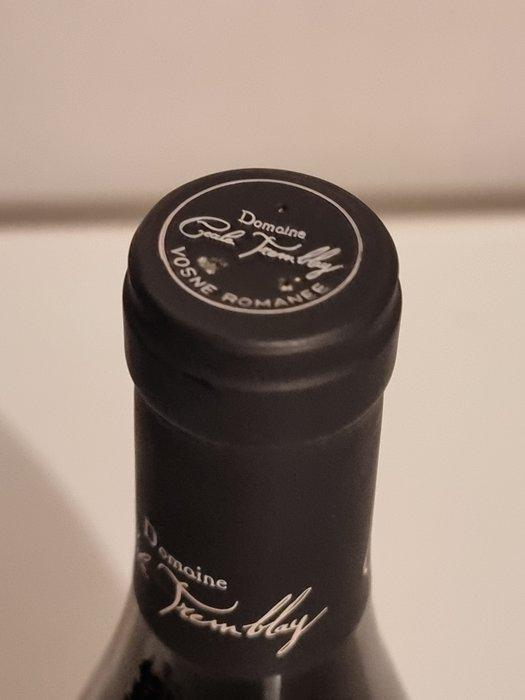 Domaine
Cecile Tremblay
VOSNE ROMANEE
Domaine
Tremblay